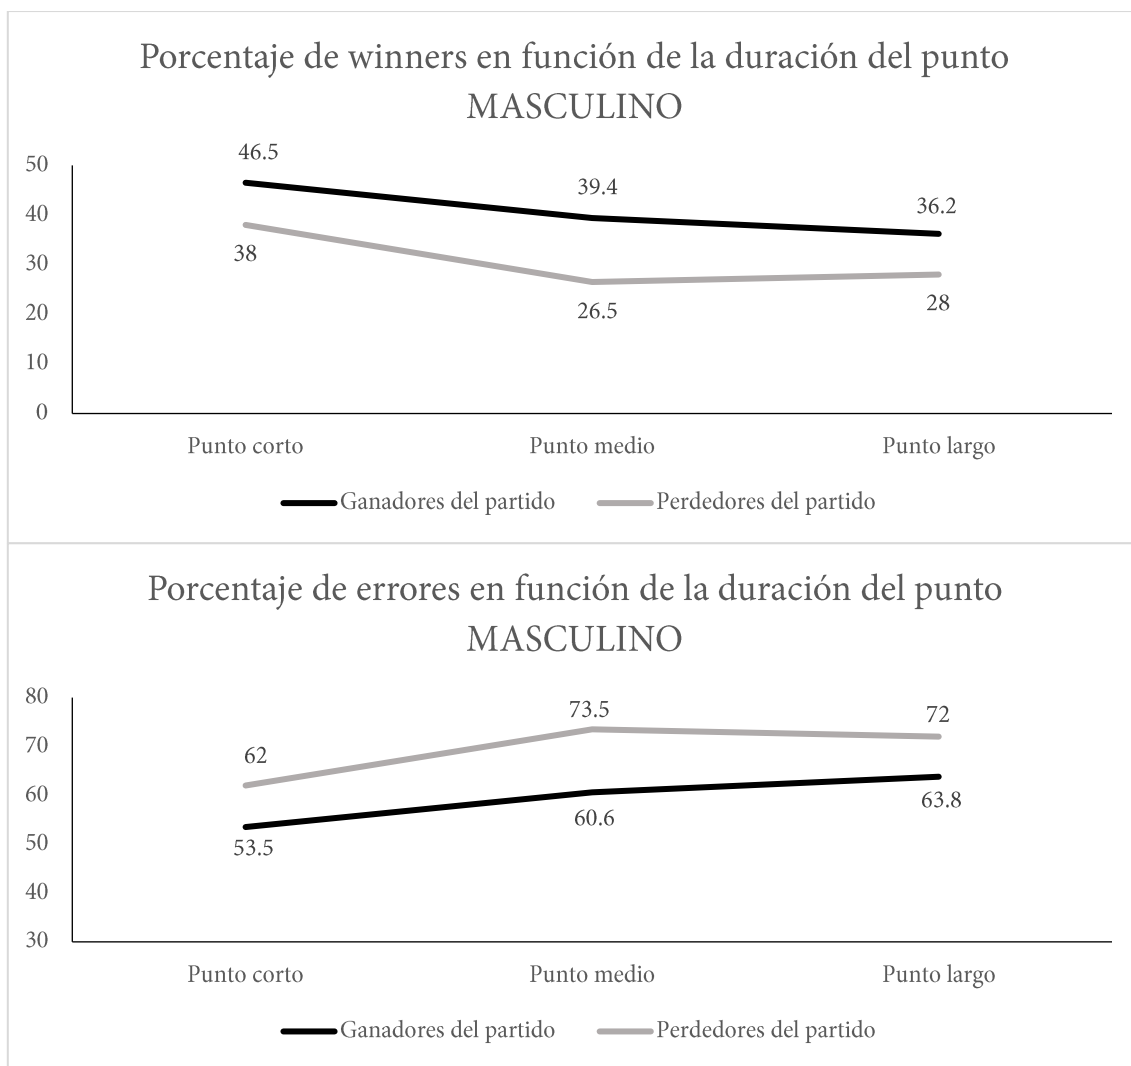 Porcentaje de winners en función de la duración del punto
MASCULINO
50
40
30
20
10
0
46.5
39.4
36.2
38
26.5
28
Punto corto
Punto medio
Punto largo
Ganadores del partido
Perdedores del partido
Porcentaje de errores en función de la duración del punto
MASCULINO
80
70
60
50
40
30
62
73.5
72
53.5
60.6
63.8
Punto corto
Punto medio
Punto largo
Ganadores del partido
Perdedores del partido